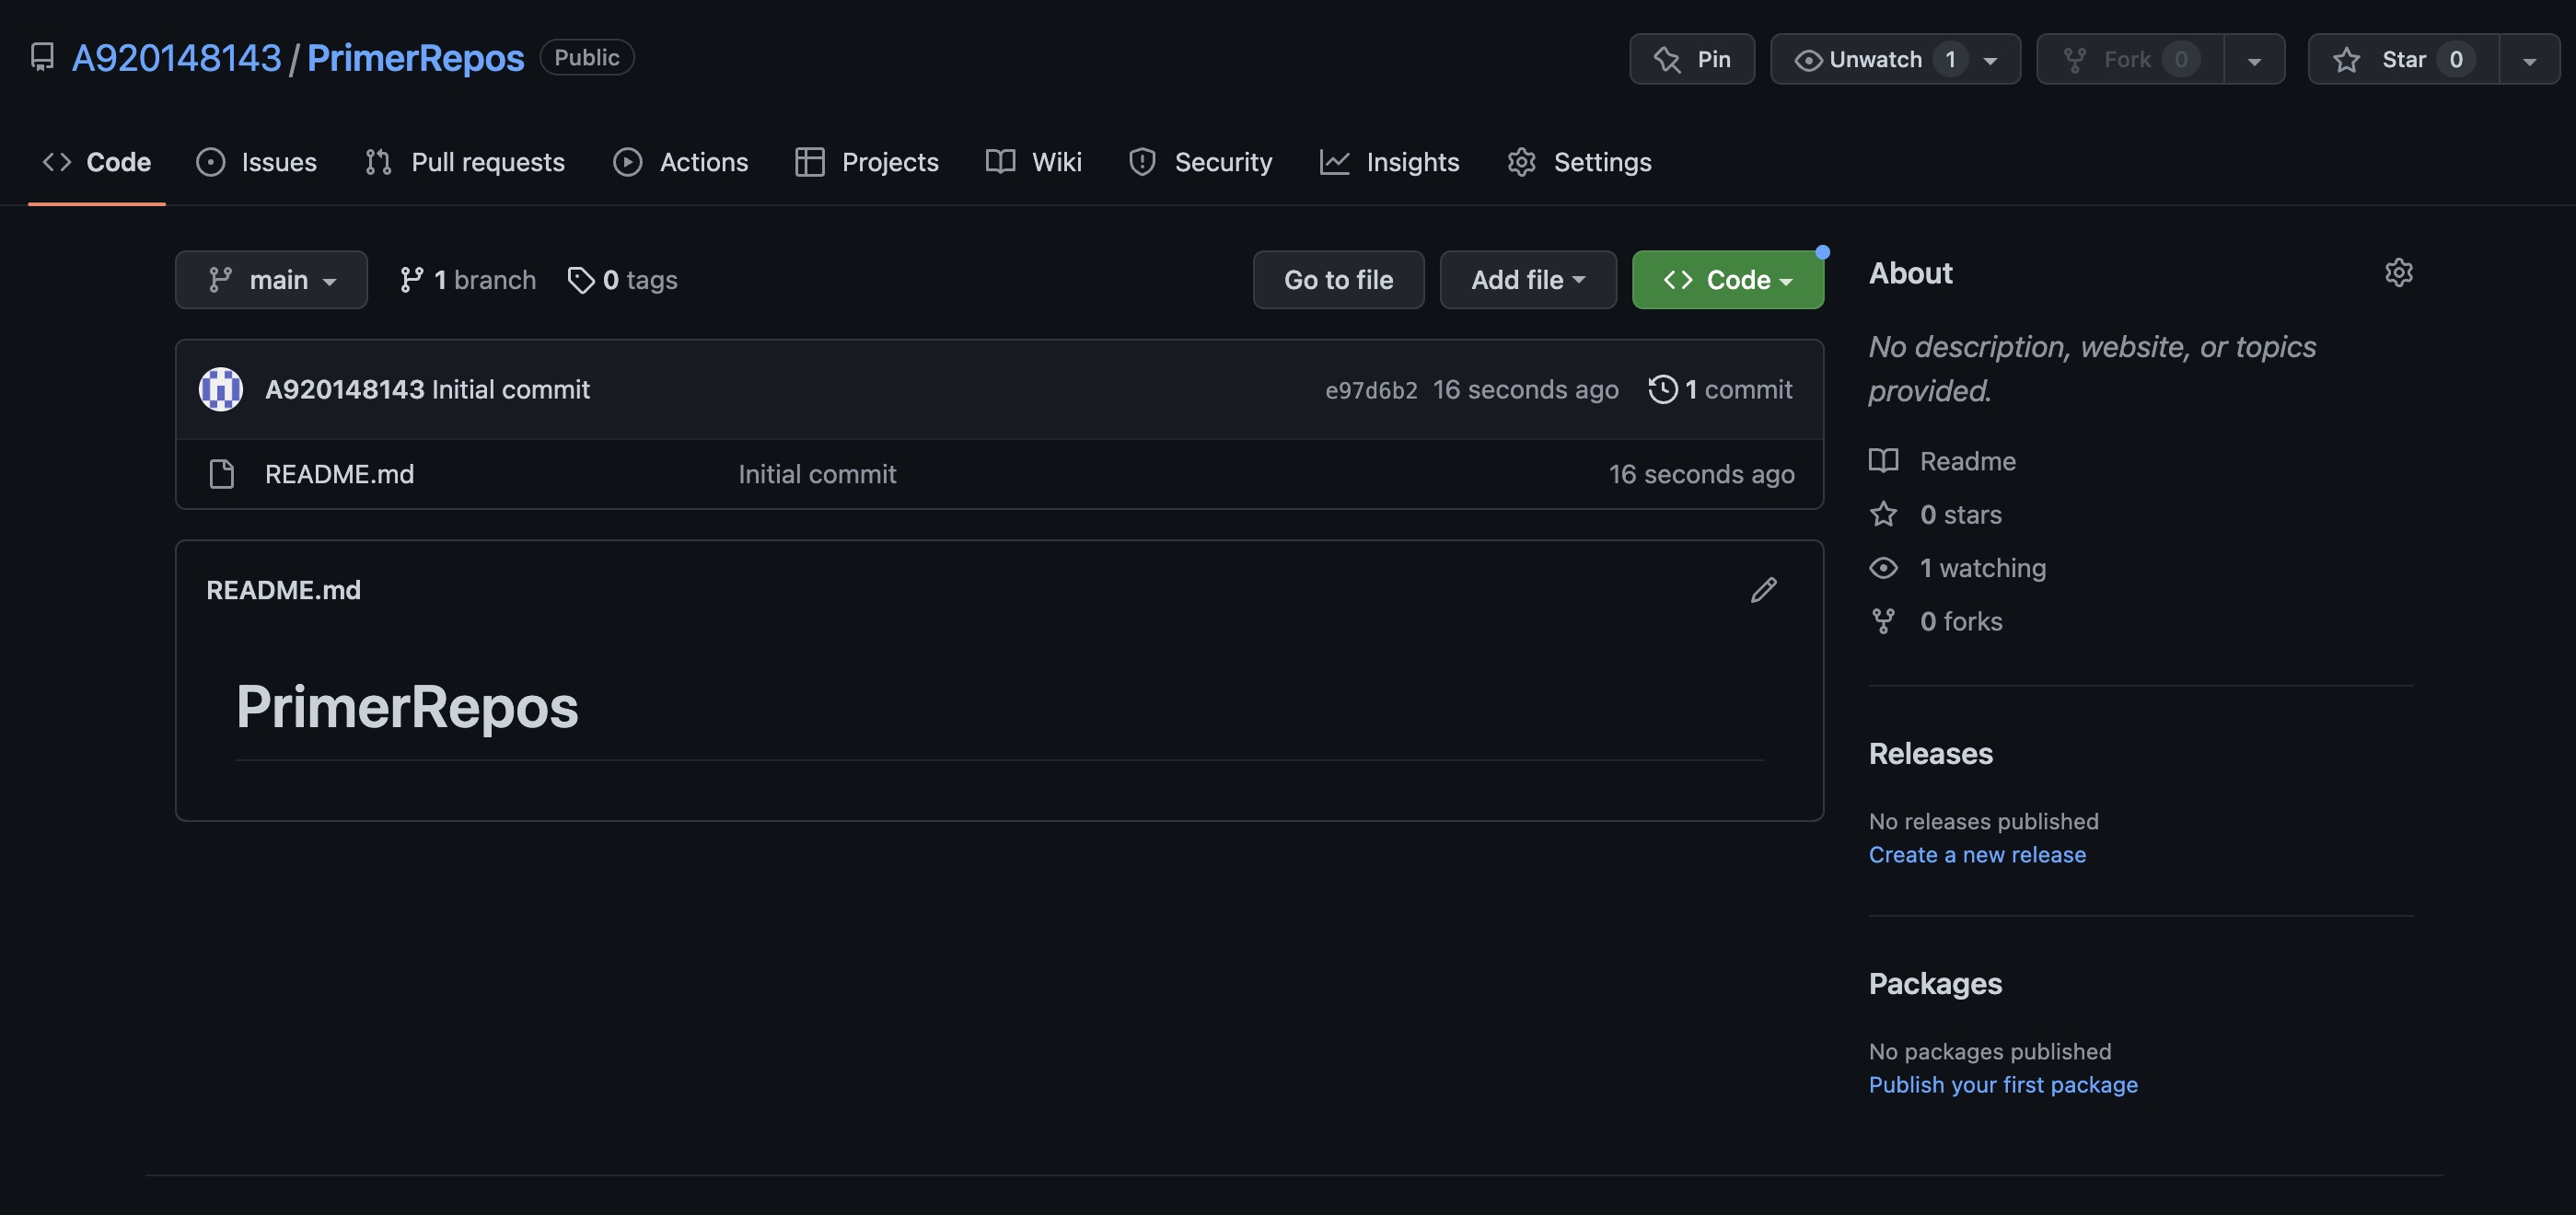 A920148143/PrimerRepos Public
Pin Unwatch 1 Fork 0 Star 0
Code Issues Pull requests Actions Projects Wiki Security Insights Settings
main 1 branch 0 tags Go to file Add file Code
A920148143 Initial commit e97d6b2 16 seconds ago 1 commit
README.md Initial commit 16 seconds ago
README.md
PrimerRepos
About
No description, website, or topics
provided.
Readme
0 stars
1 watching
0 forks
Releases
No releases published
Create a new release
Packages
No packages published
Publish your first package